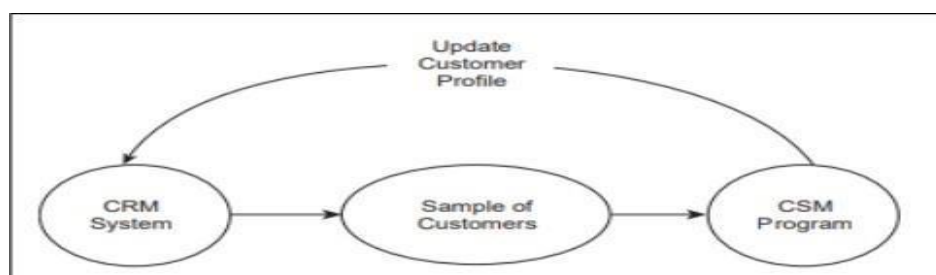 Update
Customer
Profile
CRM
System
Sample of
Customers
CSM
Program